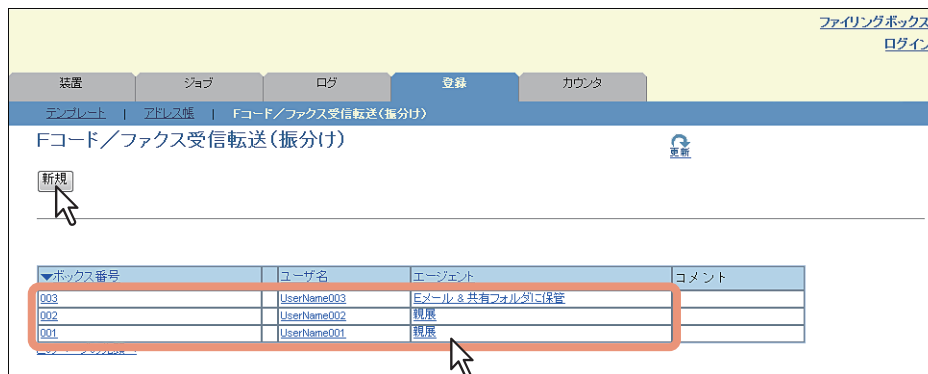 ファイリングボックス
ログイン
装置 ジョブ ログ 登録 カウンタ
テンプレート | アドレス帳 | Fコード/ファクス受信転送(振分け)
Fコード/ファクス受信転送(振分け)
更新
新規
▼ボックス番号 ユーザ名 エージェント コメント
003 UserName003 Eメール & 共有フォルダに保管
002 UserName002 親展
001 UserName001 親展